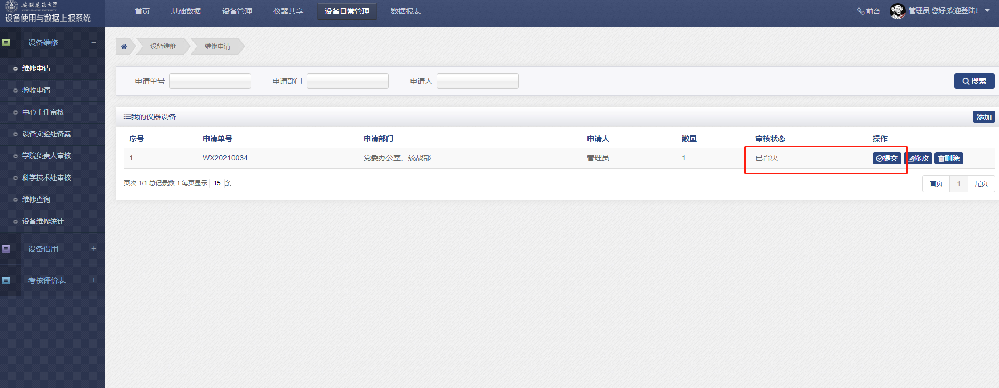 安徽建筑大学
ANHUI JIANZHU UNIVERSITY
设备使用与数据上报系统
首页 基础数据 设备管理 仪器共享 设备日常管理 数据报表
前台 管理员 您好,欢迎登陆!
设备维修
维修申请
验收申请
中心主任审核
设备实验处备案
学院负责人审核
科学技术处审核
维修查询
设备维修统计
设备借用
考核评价表
设备维修 维修申请
申请单号 申请部门 申请人 搜索
我的仪器设备 添加
序号 申请单号 申请部门 申请人 数量 审核状态 操作
1 WX20210034 党委办公室、统战部 管理员 1 已否决 提交 修改 删除
页次 1/1 总记录数 1 每页显示 15 条
首页 1 尾页